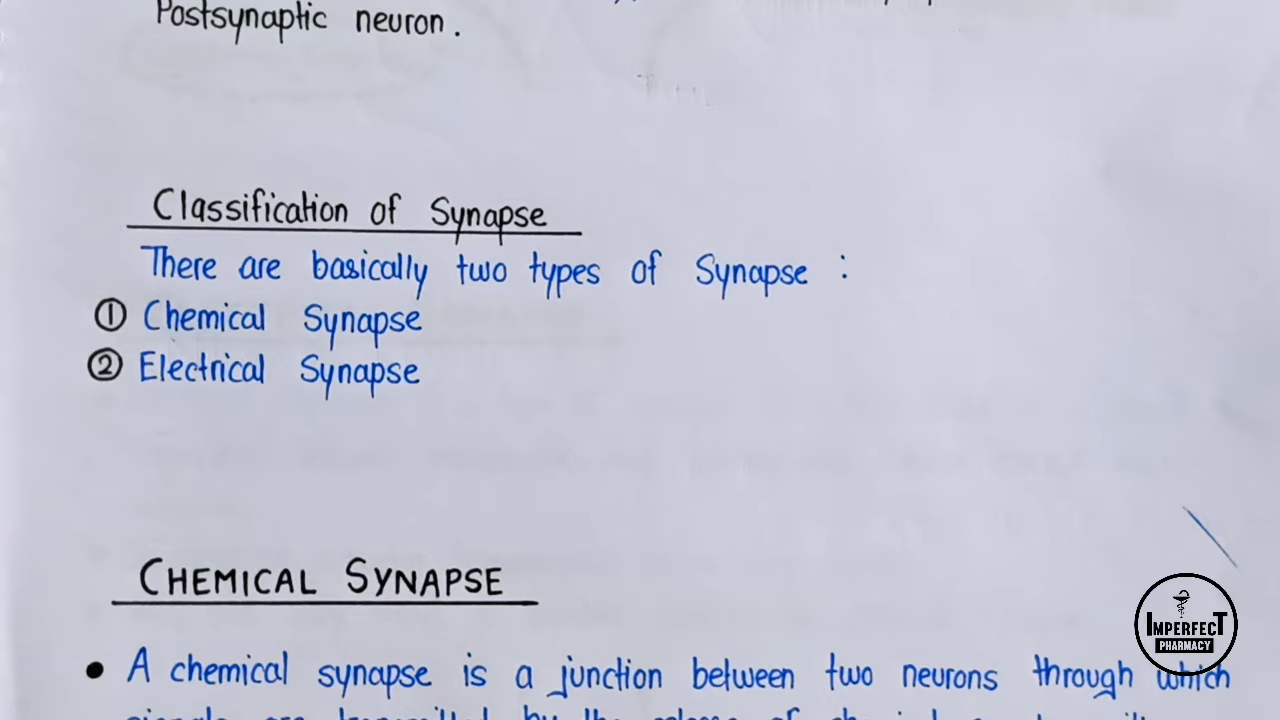 Postsynaptic neuron.
Classification of Synapse
There are basically two types of Synapse :
① Chemical Synapse
② Electrical Synapse
CHEMICAL SYNAPSE
• A chemical synapse is a junction between two neurons through which
IMPERFECT
PHARMACY